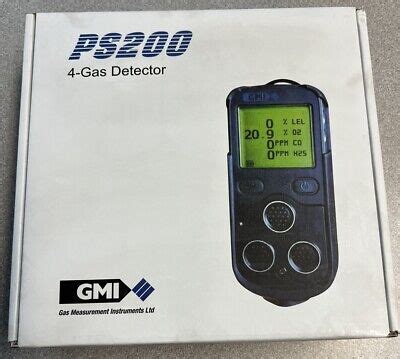 PS200
4-Gas Detector
GMI
0 % LEL
20.9 % O2
0 PPM CO
0 PPM H2S
GMI
Gas Measurement Instruments Ltd